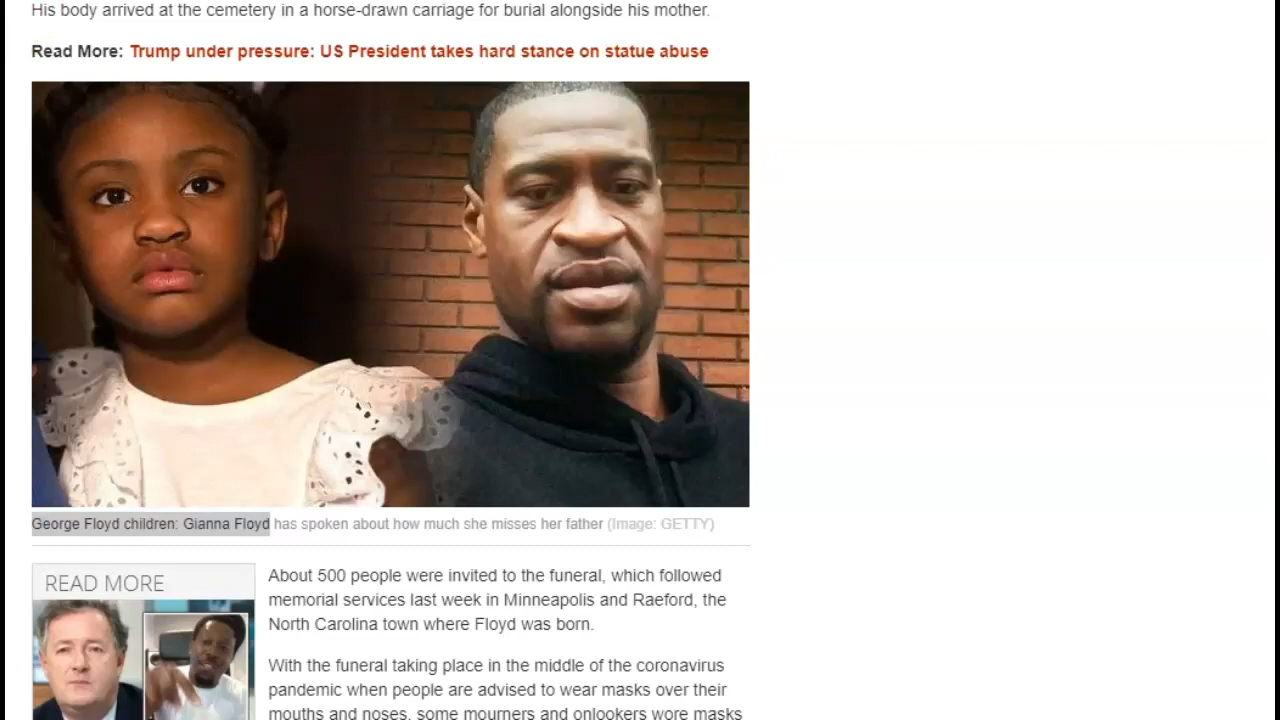 His body arrived at the cemetery in a horse-drawn carriage for burial alongside his mother.
Read More: Trump under pressure: US President takes hard stance on statue abuse
George Floyd children: Gianna Floyd has spoken about how much she misses her father (Image: GETTY)
READ MORE
About 500 people were invited to the funeral, which followed
memorial services last week in Minneapolis and Raeford, the
North Carolina town where Floyd was born.
With the funeral taking place in the middle of the coronavirus
pandemic when people are advised to wear masks over their
mouths and noses, some mourners and onlookers wore masks